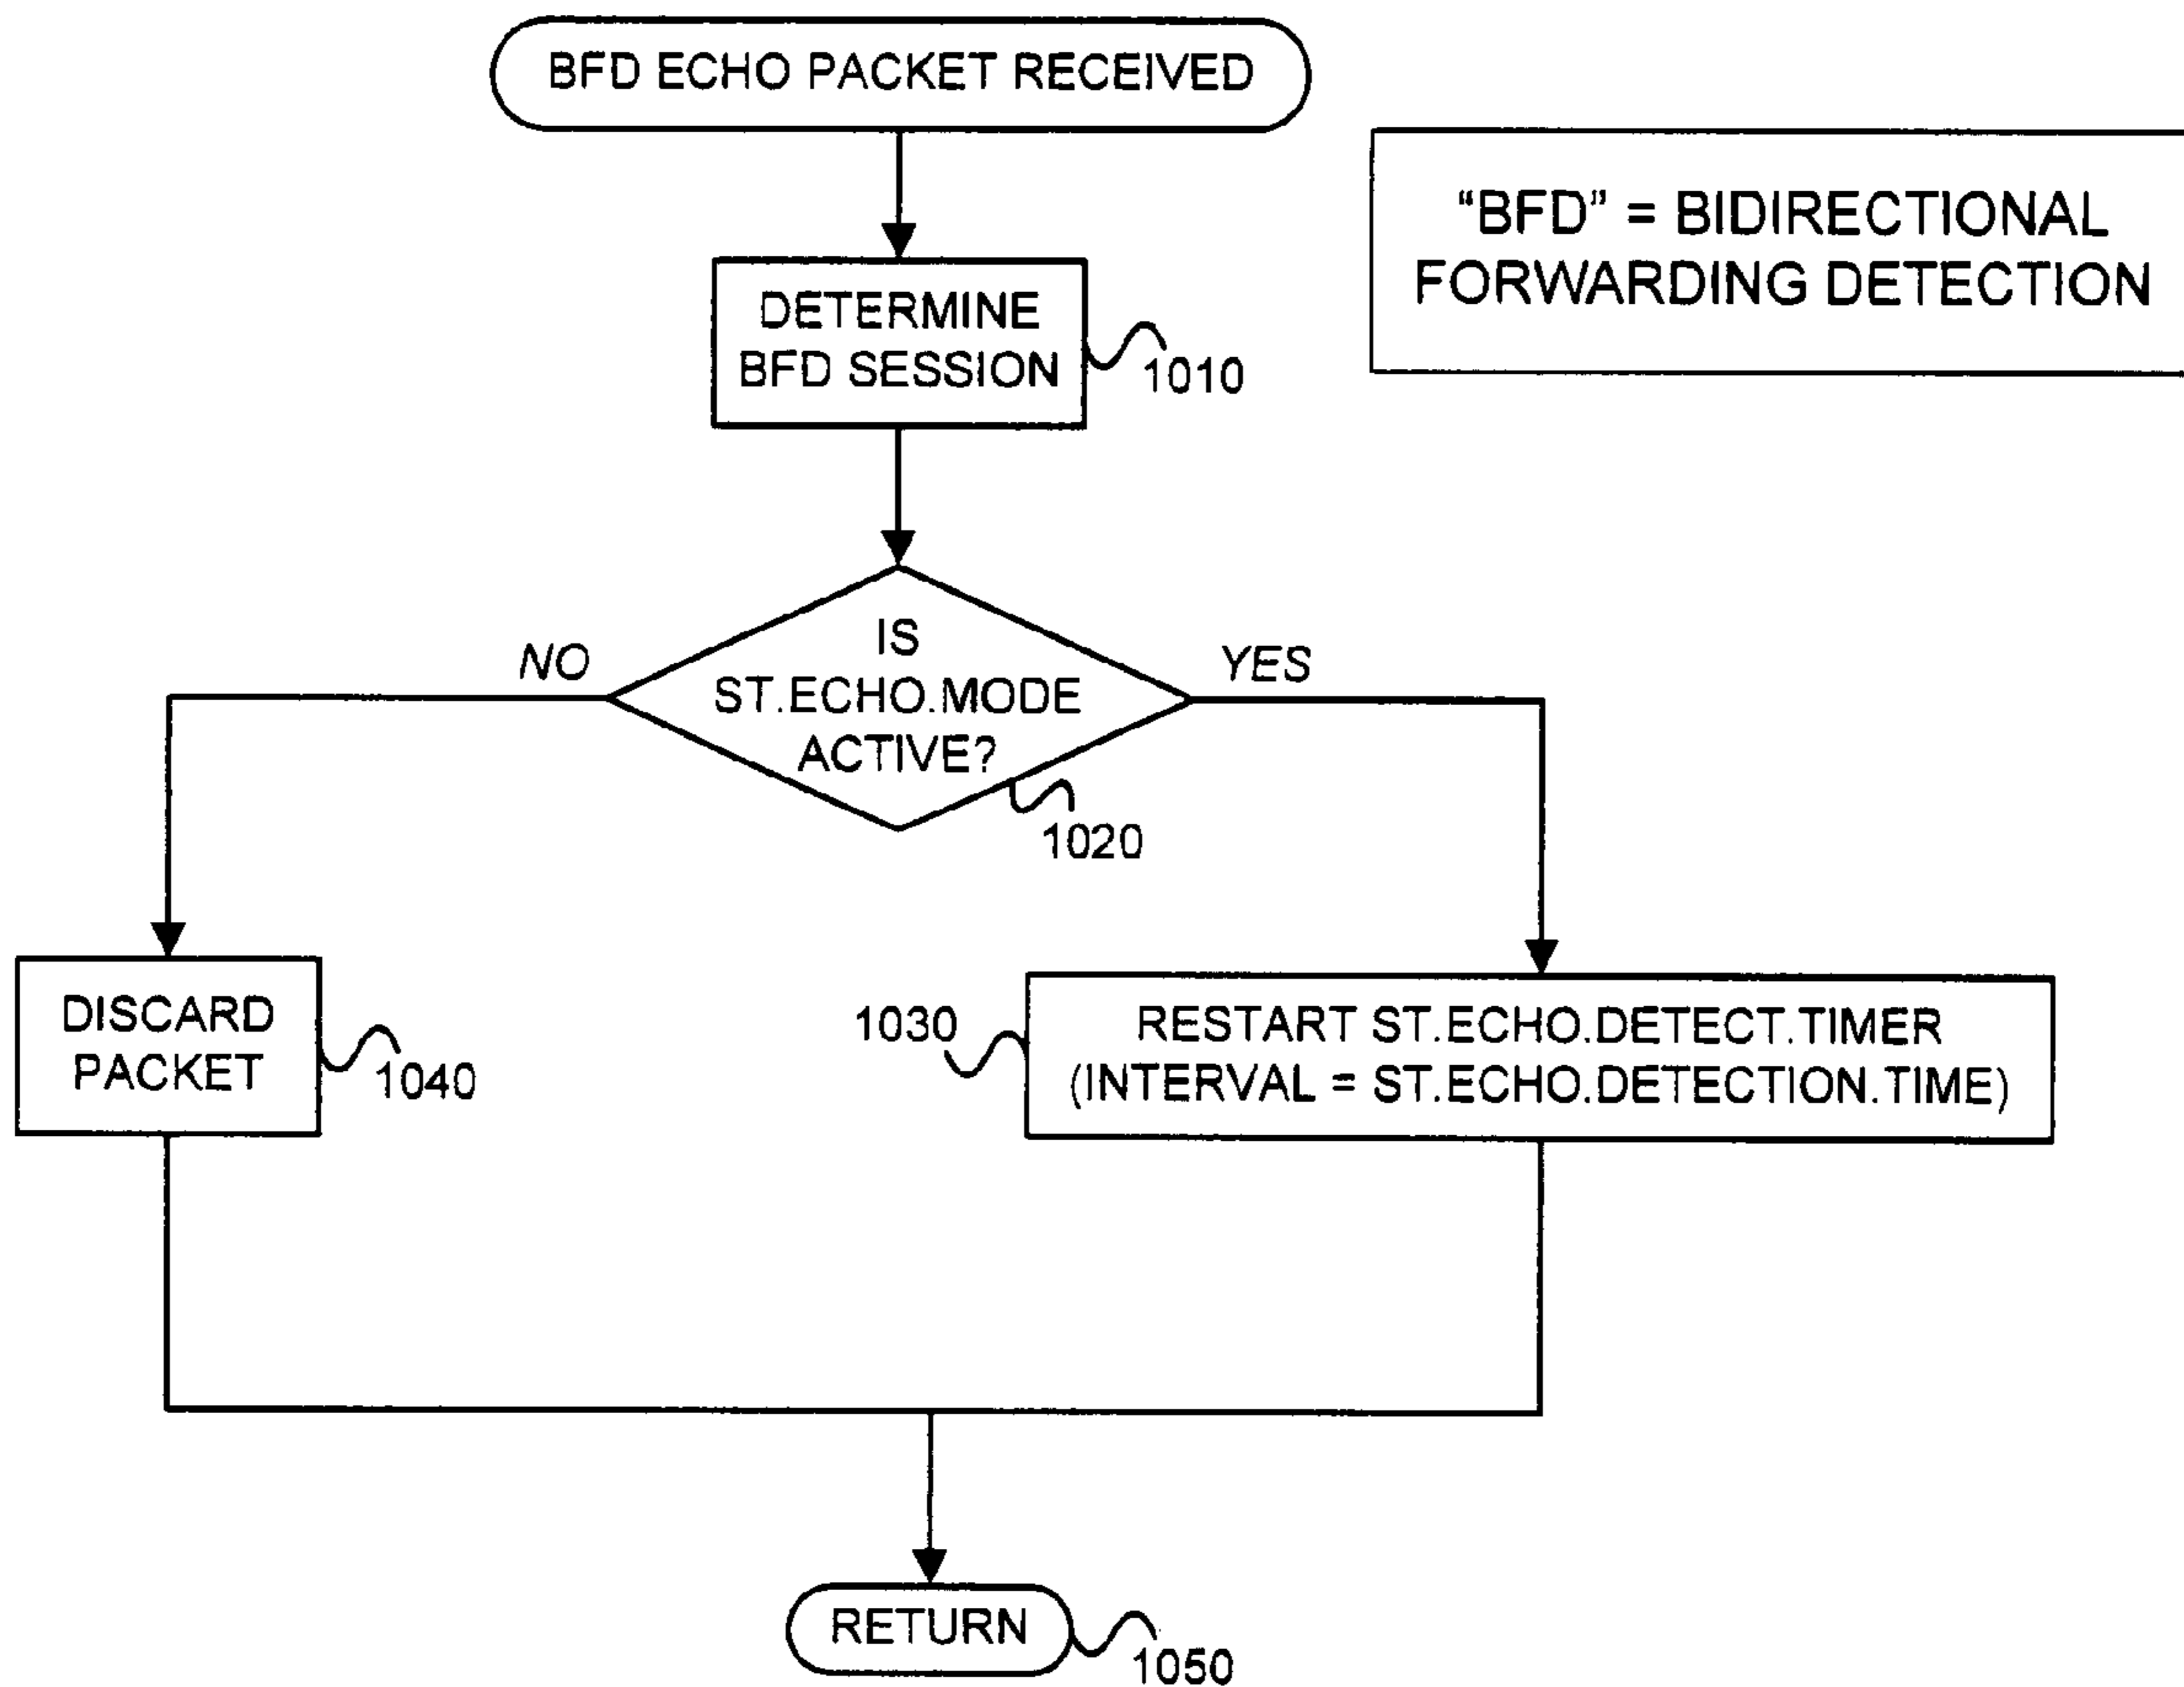 BFD ECHO PACKET RECEIVED
“BFD” = BIDIRECTIONAL
FORWARDING DETECTION
DETERMINE
BFD SESSION
1010
IS
ST.ECHO.MODE
ACTIVE?
NO
YES
1020
DISCARD
PACKET
1040
1030
RESTART ST.ECHO.DETECT.TIMER
(INTERVAL = ST.ECHO.DETECTION.TIME)
RETURN
1050